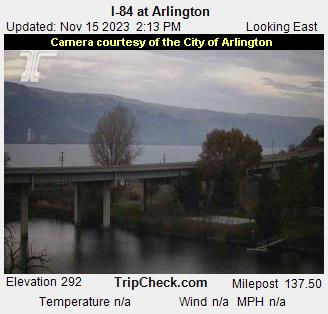 I-84 at Arlington
Updated: Nov 15 2023 2:13 PM Looking East
Camera courtesy of the City of Arlington
Elevation 292 TripCheck.com Milepost 137.50
Temperature n/a Wind n/a MPH n/a